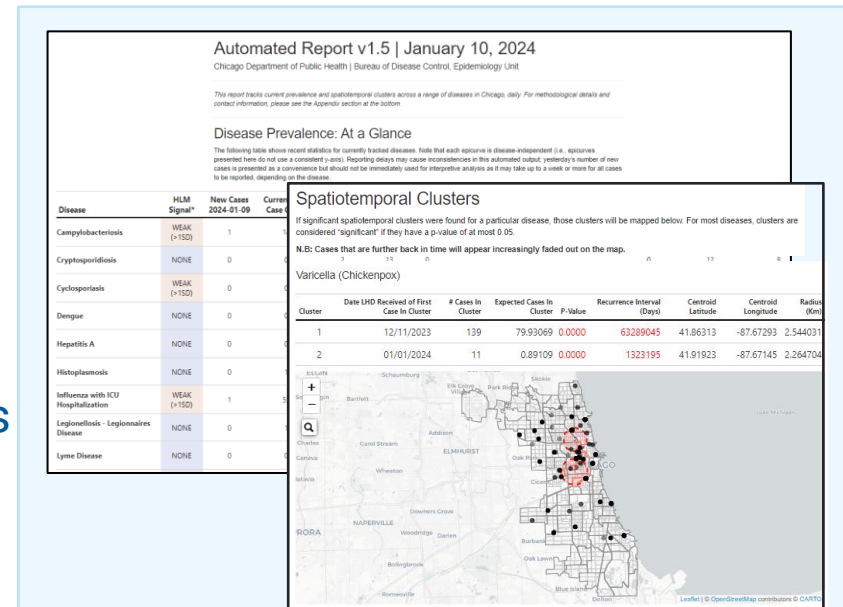 Automated Report v1.5 | January 10, 2024
Chicago Department of Public Health | Bureau of Disease Control, Epidemiology Unit
This report tracks current prevalence and spatiotemporal clusters across a range of diseases in Chicago, daily. For methodological details and
contact information, please see the Appendix section at the bottom.
Disease Prevalence: At a Glance
The following table shows recent statistics for currently tracked diseases. Note that each epicurve is disease-independent (i.e., epicurves
presented here do not use a consistent y-axis). Reporting delays may cause inconsistencies in this automated output; yesterday's number of new
cases is presented as a convenience but should not be immediately used for interpretive analysis as it may take up to a week or more for all cases
to be reported, depending on the disease.
Disease HLM Signal* New Cases 2024-01-09
Campylobacteriosis WEAK (>1SD) 1
Cryptosporidiosis NONE 0
Cyclosporiasis WEAK (>1SD) 0
Dengue NONE 0
Hepatitis A NONE 0
Histoplasmosis NONE 0
Influenza with ICU Hospitalization WEAK (>1SD) 1
Legionellosis - Legionnaires Disease NONE 0
Lyme Disease NONE 0
s
Spatiotemporal Clusters
If significant spatiotemporal clusters were found for a particular disease, those clusters will be mapped below. For most diseases, clusters are
considered "significant" if they have a p-value of at most 0.05.
N.B: Cases that are further back in time will appear increasingly faded out on the map.
Varicella (Chickenpox)
Cluster Date LHD Received of First Case In Cluster # Cases In Cluster Expected Cases In Cluster P-Value Recurrence Interval (Days) Centroid Latitude Centroid Longitude Radius (Km)
1 12/11/2023 139 79.93069 0.0000 63289045 41.86313 -87.67293 2.544031
2 01/01/2024 11 0.89109 0.0000 1323195 41.91923 -87.67145 2.264704
+
−
ELGIN
Schaumburg
Skokie
Elk Grove
Park Ridge
Bartlett
Lake Michigan
Addison
Charles
Carol Stream
ELMHURST
Geneva
Oak P
CAGO
Wheaton
Batavia
Cicero
Downers Grove
NAPERVILLE
RORA
Woodridge
Darien
Burbank
Oak Lawn
Bolingbrook
Blue Island
Romeoville
Dolton
Leaflet | © OpenStreetMap contributors © CARTO